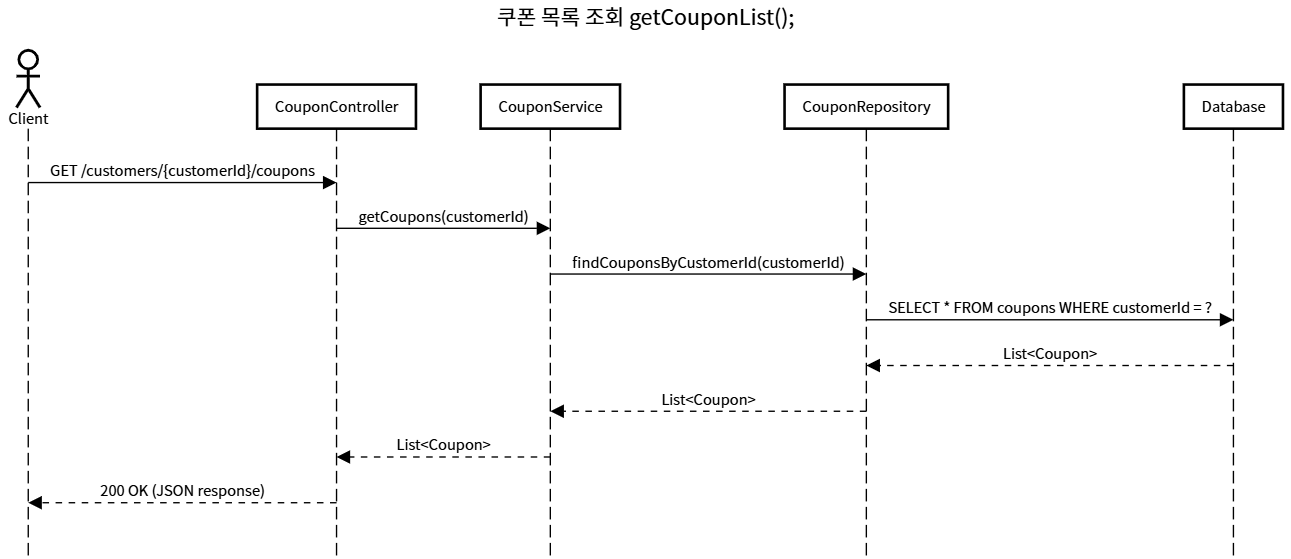 쿠폰 목록 조회 getCouponList();
Client
CouponController
CouponService
CouponRepository
Database
GET /customers/{customerId}/coupons
getCoupons(customerId)
findCouponsByCustomerId(customerId)
SELECT * FROM coupons WHERE customerId = ?
List<Coupon>
List<Coupon>
List<Coupon>
200 OK (JSON response)